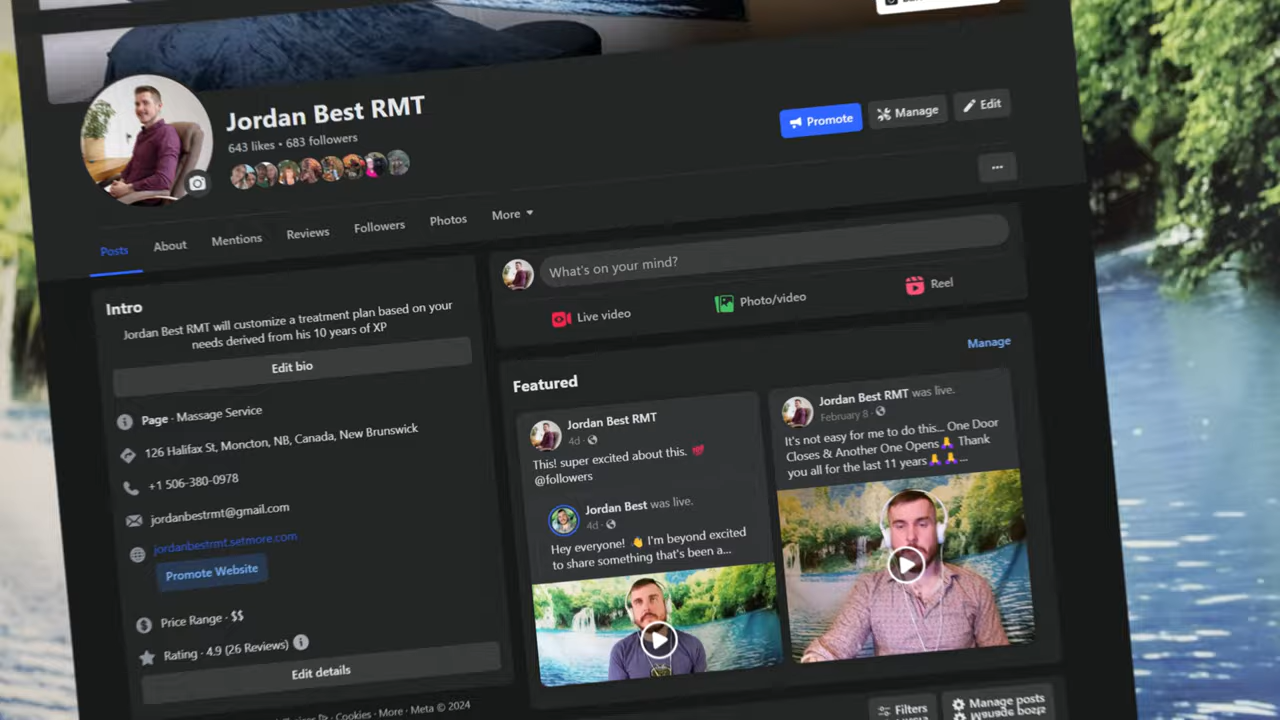 Jordan Best RMT
643 likes • 683 followers
Promote
Manage
Edit
...
Posts
About
Mentions
Reviews
Followers
Photos
More
What's on your mind?
Live video
Photo/video
Reel
Intro
Jordan Best RMT will customize a treatment plan based on your
needs derived from his 10 years of XP
Edit bio
Page · Massage Service
126 Halifax St, Moncton, NB, Canada, New Brunswick
+1 506-380-0978
jordanbestrmt@gmail.com
jordanbestrmt.setmore.com
Promote Website
Price Range · $$
Rating · 4.9 (26 Reviews)
Edit details
· Cookies · More · Meta © 2024
Manage
Featured
Jordan Best RMT
4d ·
This! super excited about this. 💓
@followers
Jordan Best was live.
4d ·
Hey everyone! 👋 I'm beyond excited
to share something that's been a...
Jordan Best RMT was live.
February 8 ·
It's not easy for me to do this... One Door
Closes & Another One Opens🙏 Thank
you all for the last 11 years🙏🙏...
Filters
Manage posts